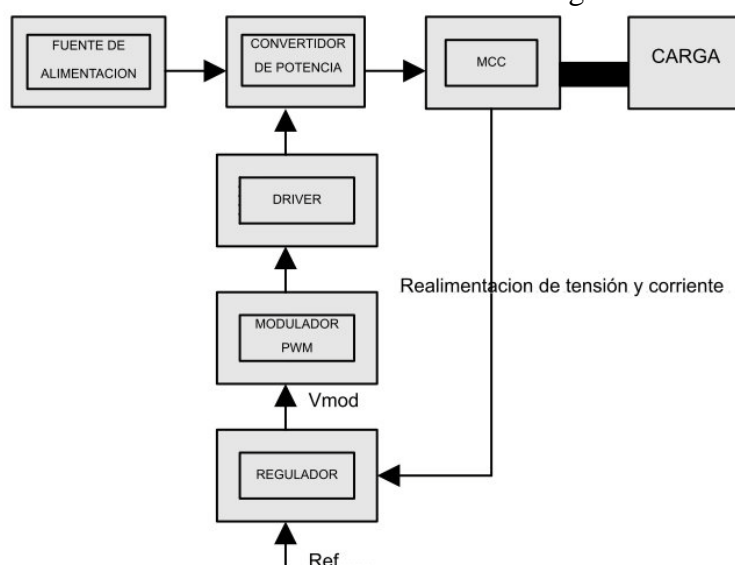 FUENTE DE
ALIMENTACION
CONVERTIDOR
DE POTENCIA
MCC
CARGA
DRIVER
Realimentacion de tensión y corriente
MODULADOR
PWM
Vmod
REGULADOR
Ref